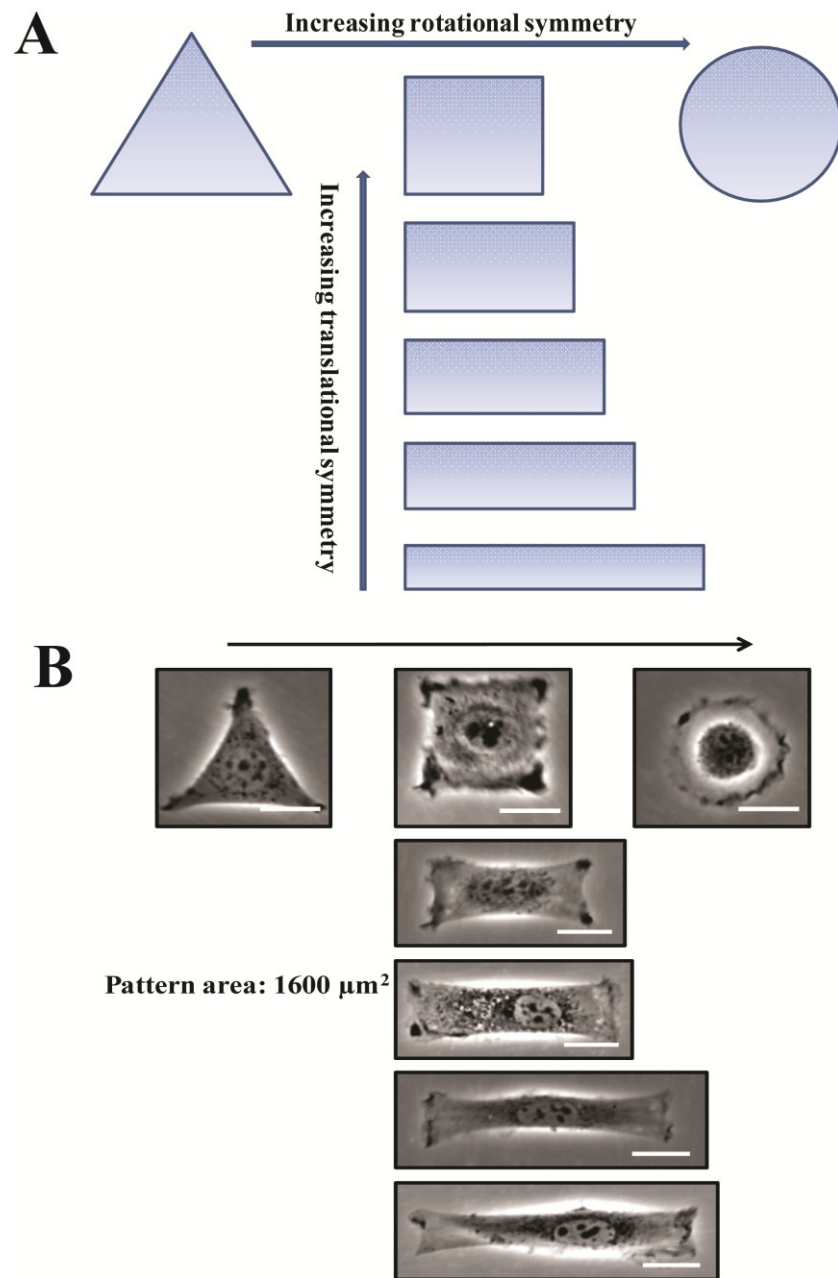 A
Increasing rotational symmetry
Increasing translational symmetry
B
Pattern area: 1600 μm²